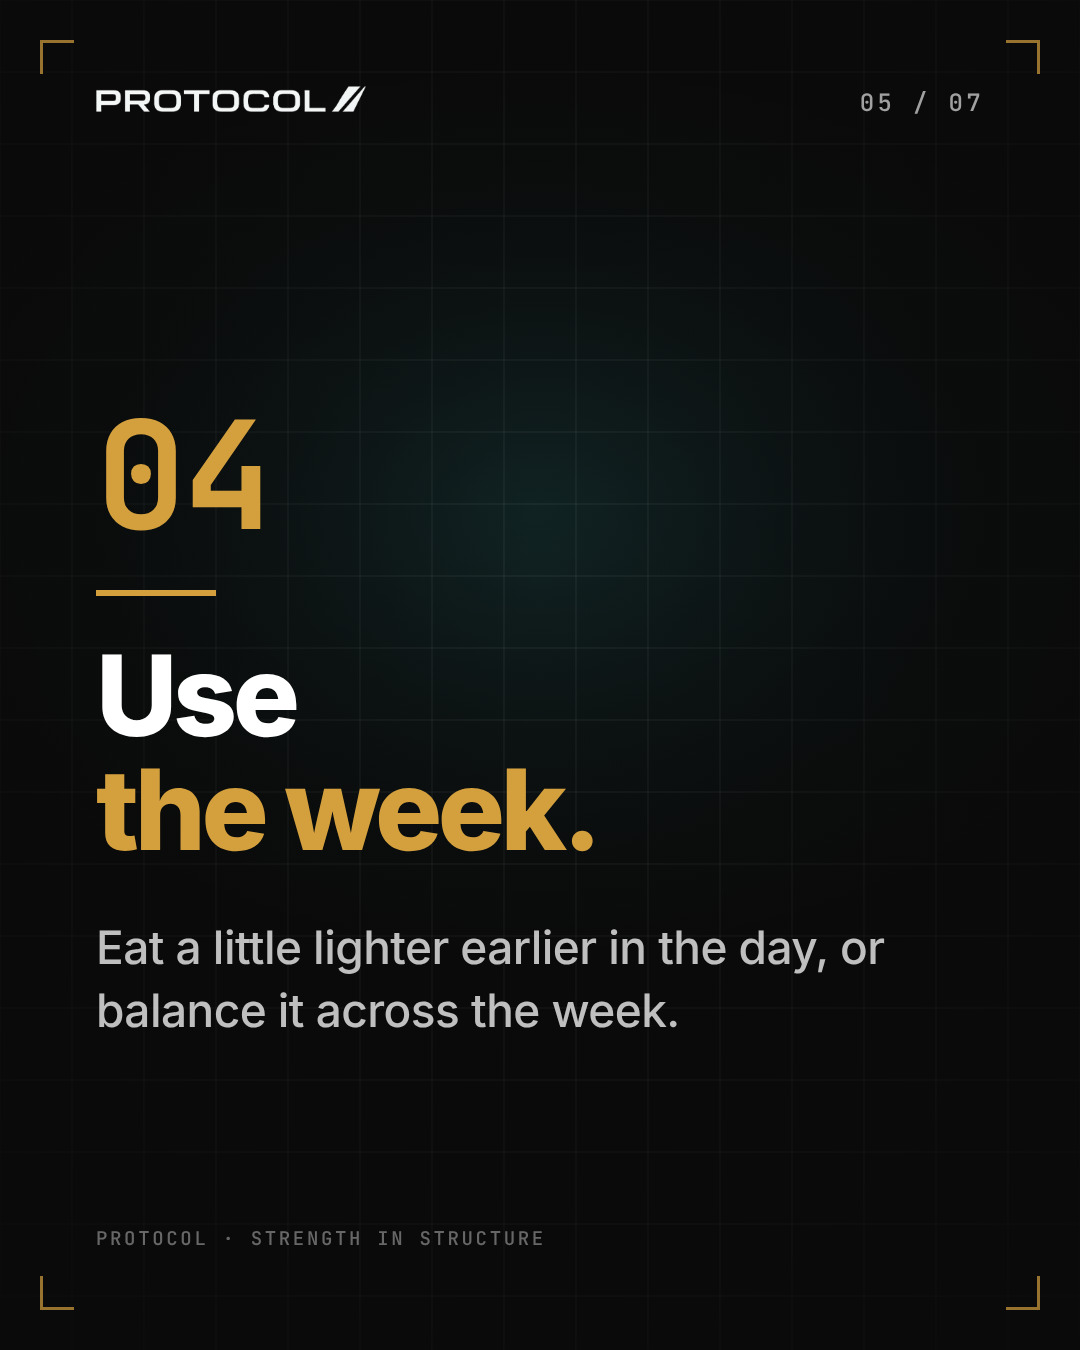 PROTOCOL
05 / 07
04
Use
the week.
Eat a little lighter earlier in the day, or
balance it across the week.
PROTOCOL · STRENGTH IN STRUCTURE